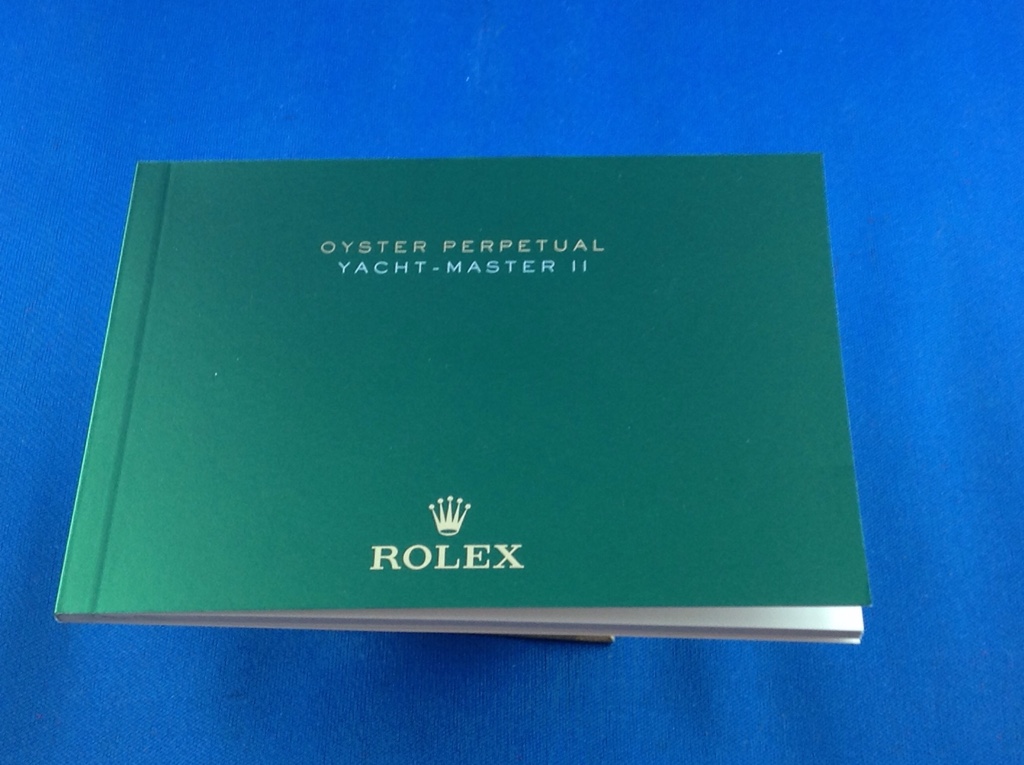 OYSTER PERPETUAL
YACHT-MASTER II
ROLEX